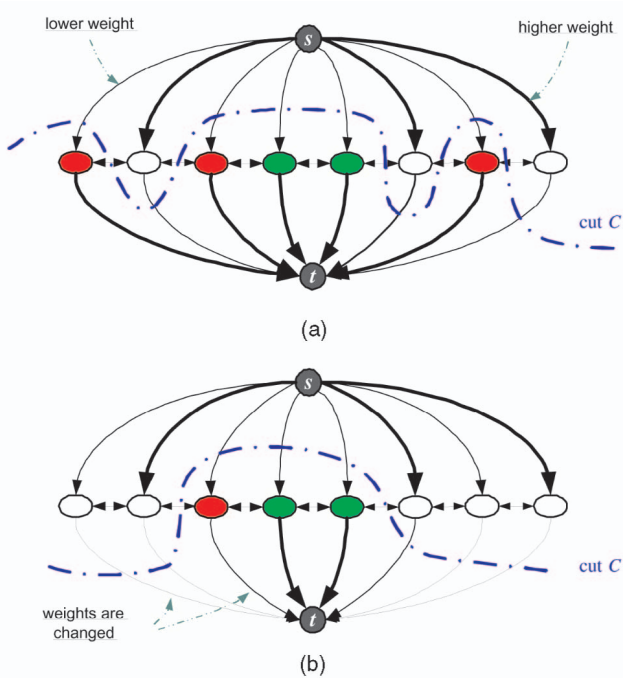 lower weight
s
higher weight
cut C
t
(a)
s
cut C
weights are
changed
t
(b)